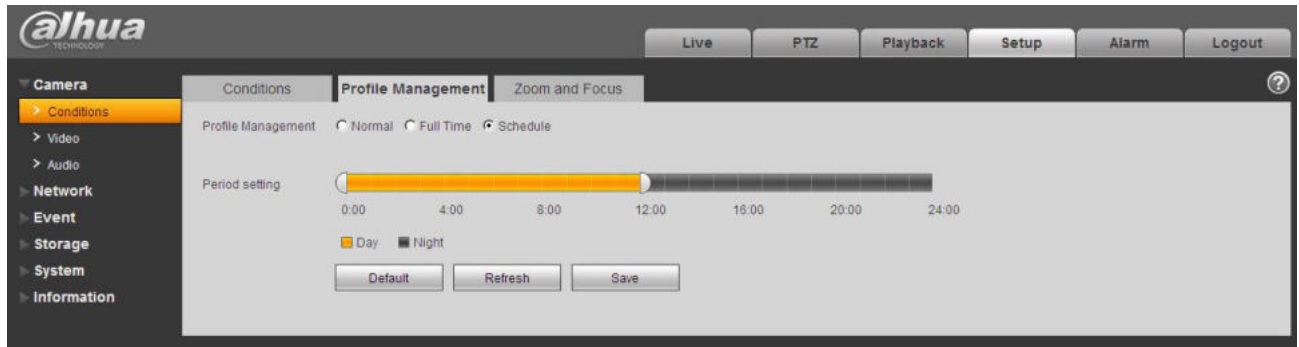 alhua
TECHNOLOGY
Live PTZ Playback Setup Alarm Logout
Camera
Conditions
Video
Audio
Network
Event
Storage
System
Information
Conditions Profile Management Zoom and Focus
Profile Management Normal Full Time Schedule
Period setting
0:00 4:00 8:00 12:00 16:00 20:00 24:00
Day Night
Default Refresh Save
?